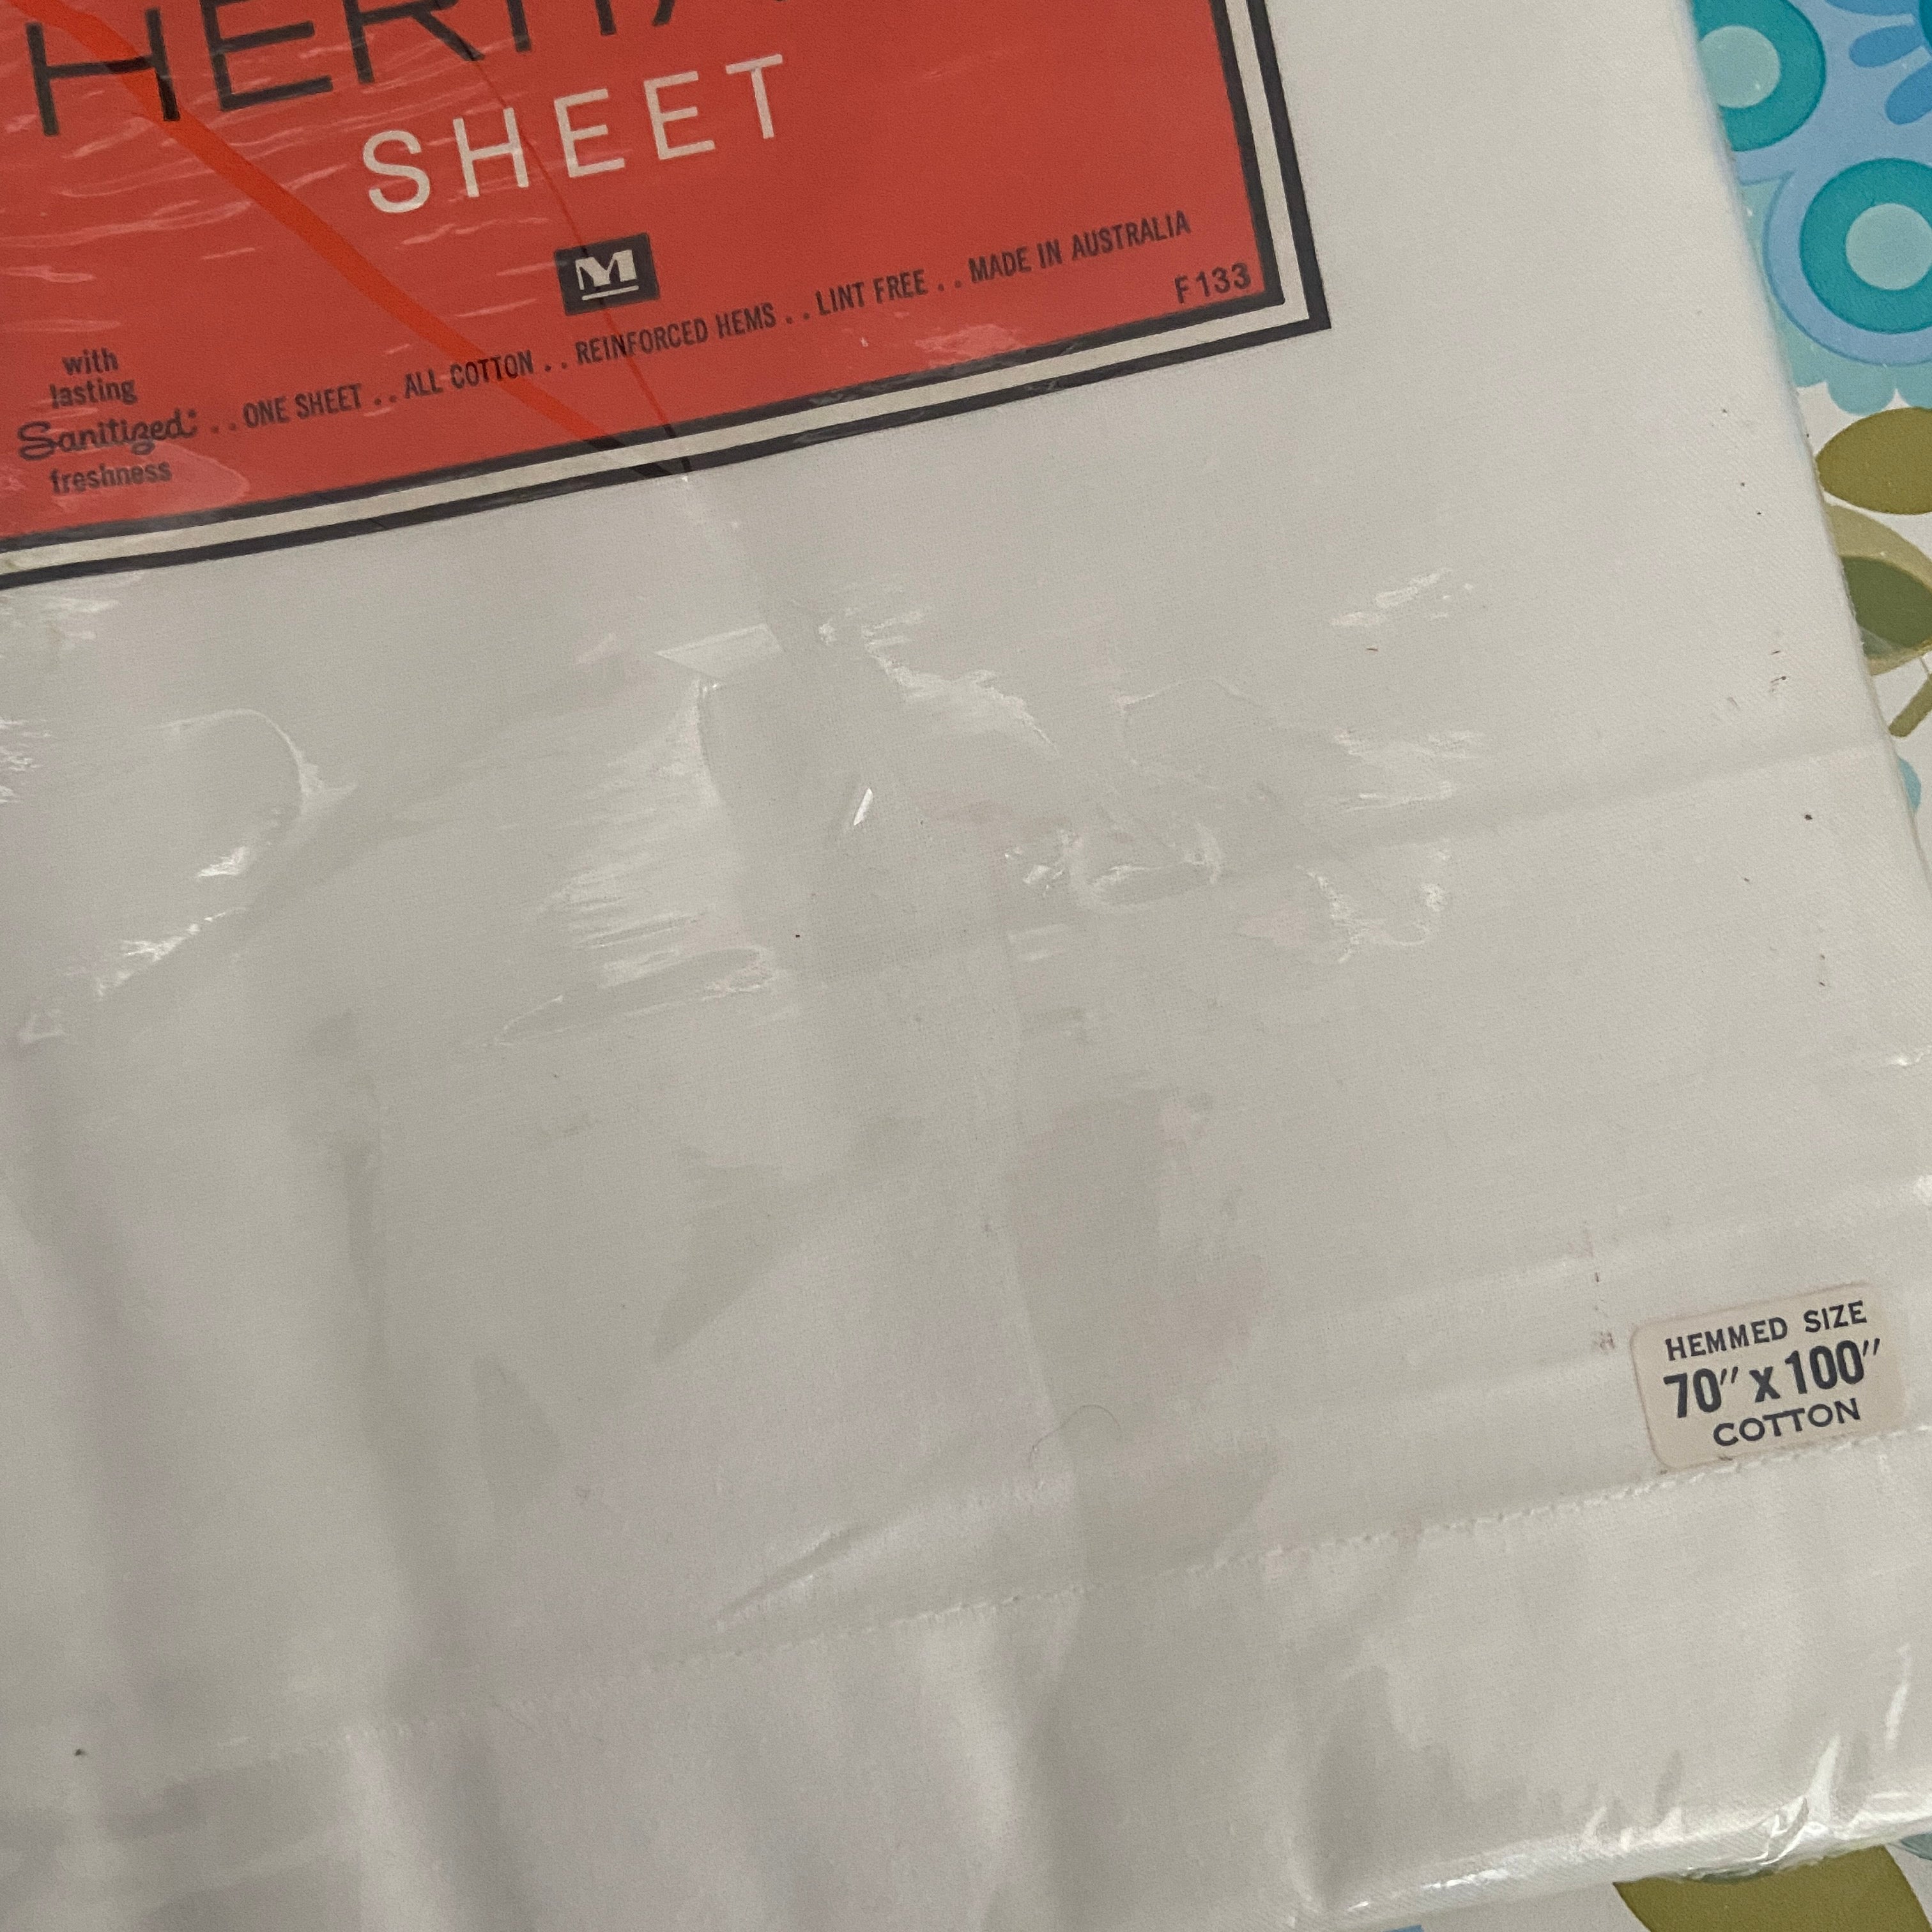 HERITA
SHEET
M
with
lasting
Sanitized . . ONE SHEET . . ALL COTTON . . REINFORCED HEMS . . LINT FREE . . MADE IN AUSTRALIA
freshness
F133
HEMMED SIZE
70" x 100"
COTTON